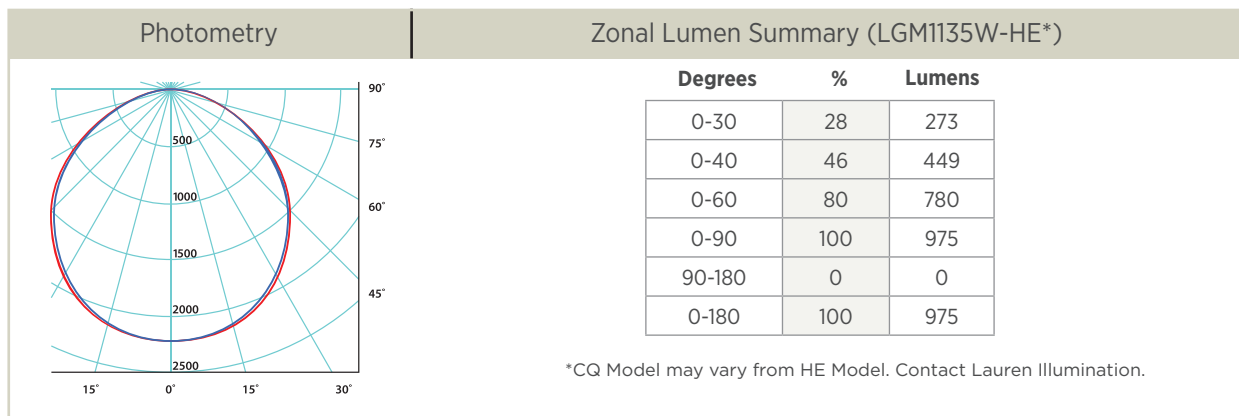 Photometry
Zonal Lumen Summary (LGM1135W-HE*)
90˚
75˚
60˚
45˚
500
1000
1500
2000
2500
15˚ 0˚ 15˚ 30˚
Degrees % Lumens
0-30 28 273
0-40 46 449
0-60 80 780
0-90 100 975
90-180 0 0
0-180 100 975
*CQ Model may vary from HE Model. Contact Lauren Illumination.